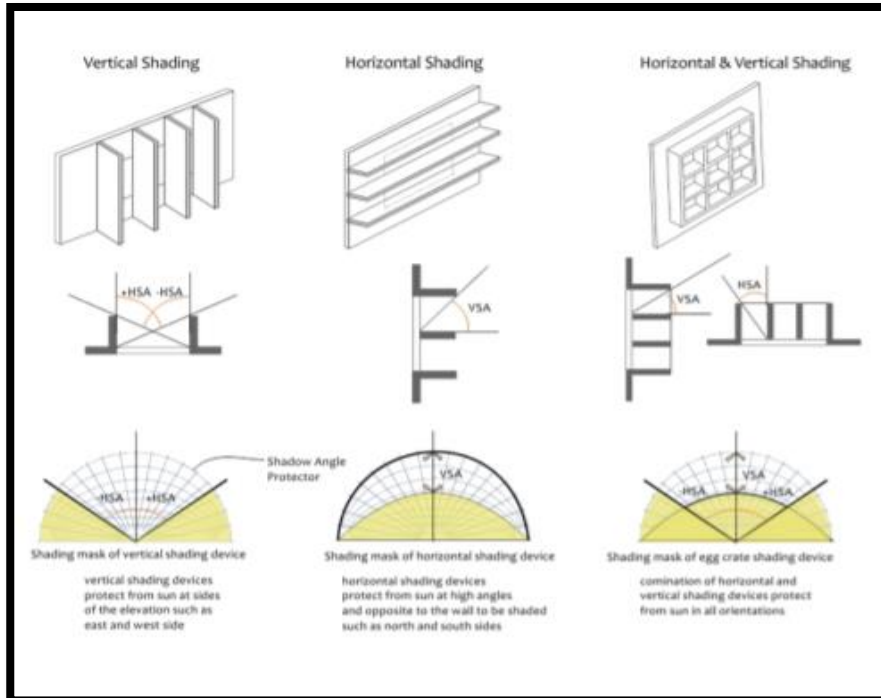 Vertical Shading
Horizontal Shading
Horizontal & Vertical Shading
+HSA -HSA
VSA
VSA
HSA
Shadow Angle
Protector
-HSA +HSA
VSA
VSA
-HSA +HSA
Shading mask of vertical shading device
Shading mask of horizontal shading device
Shading mask of egg crate shading device
vertical shading devices
protect from sun at sides
of the elevation such as
east and west side
horizontal shading devices
protect from sun at high angles
and opposite to the wall to be shaded
such as north and south sides
comination of horizontal and
vertical shading devices protect
from sun in all orientations